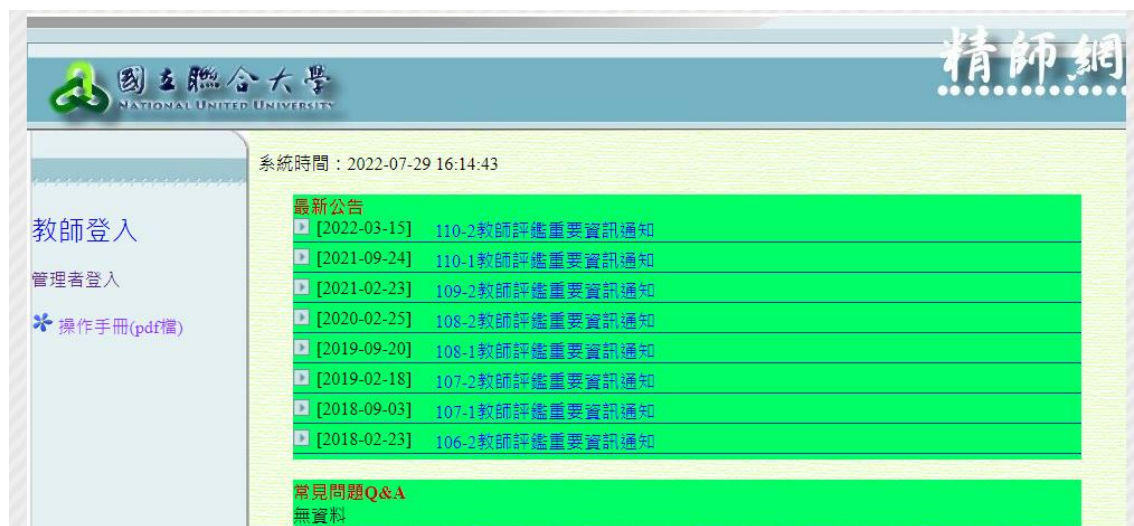 國立聯合大學
NATIONAL UNITED UNIVERSITY
精師網
系統時間：2022-07-29 16:14:43
教師登入
管理者登入
操作手冊(pdf檔)
最新公告
[2022-03-15] 110-2教師評鑑重要資訊通知
[2021-09-24] 110-1教師評鑑重要資訊通知
[2021-02-23] 109-2教師評鑑重要資訊通知
[2020-02-25] 108-2教師評鑑重要資訊通知
[2019-09-20] 108-1教師評鑑重要資訊通知
[2019-02-18] 107-2教師評鑑重要資訊通知
[2018-09-03] 107-1教師評鑑重要資訊通知
[2018-02-23] 106-2教師評鑑重要資訊通知
常見問題Q&A
無資料